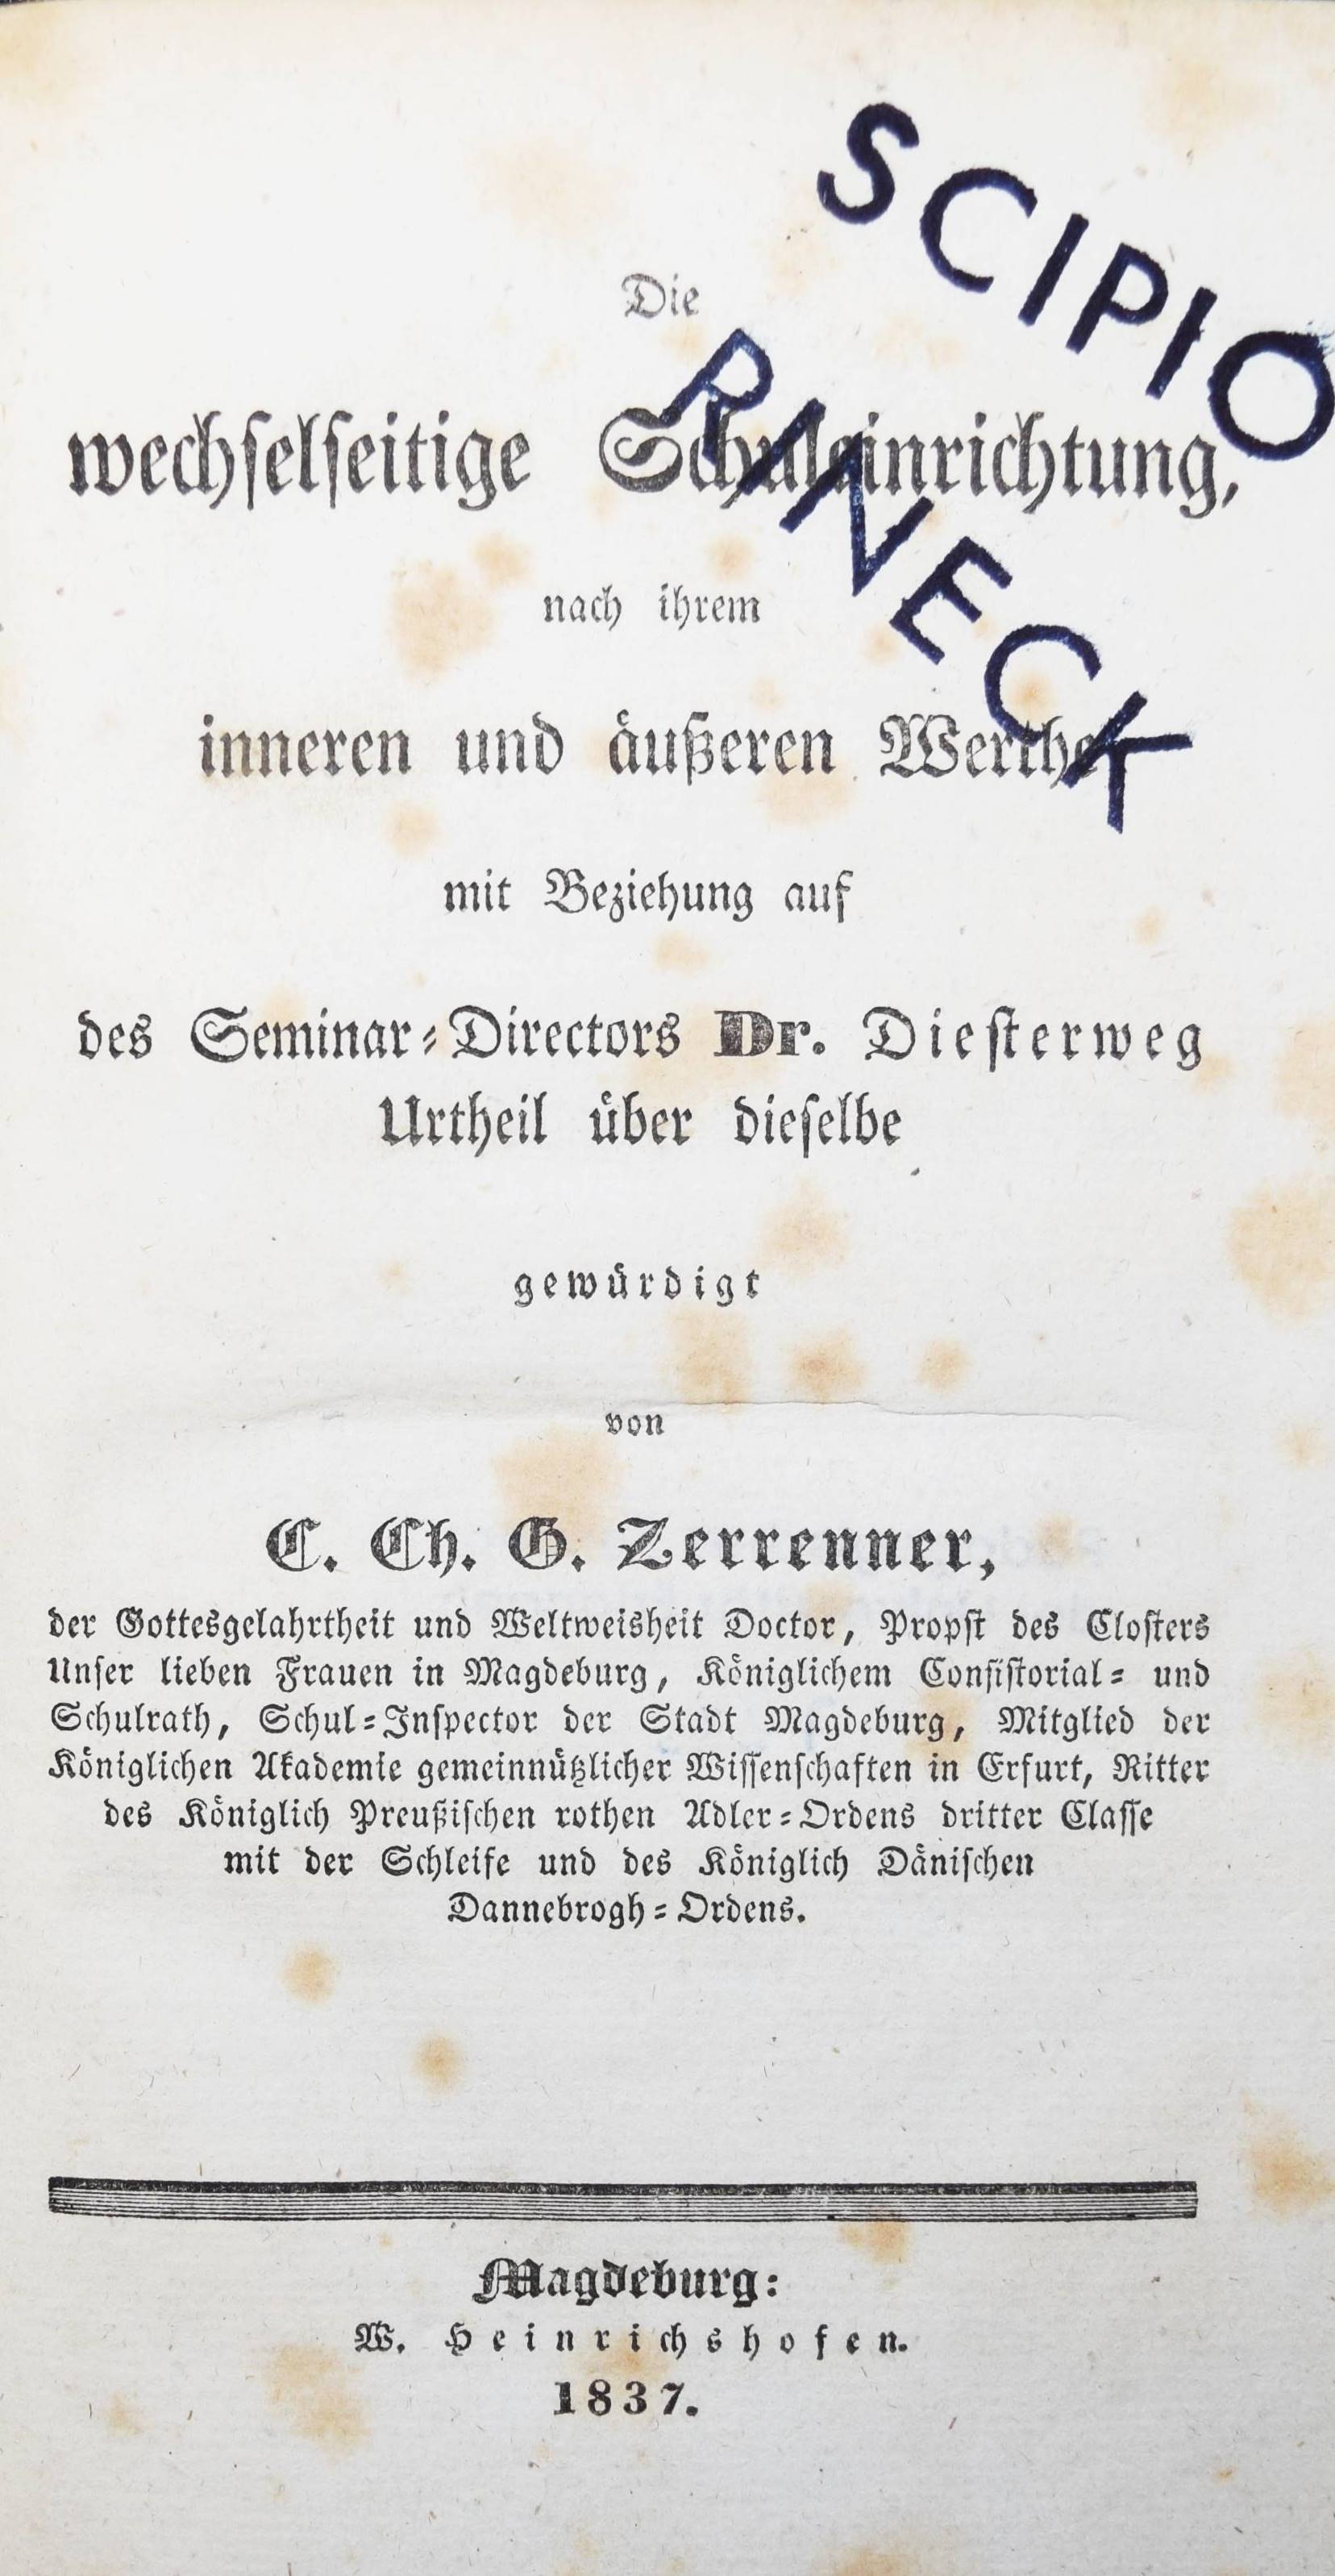 SCIPIO
RINECK
Die
wechselseitige Schuleinrichtung,
nach ihrem
inneren und äußeren Werthe
mit Beziehung auf
des Seminar-Directors Dr. Diesterweg
Urtheil über dieselbe
gewürdigt
von
C. Ch. G. Zerrenner,
der Gottesgelahrtheit und Weltweisheit Doctor, Propst des Closters
Unser lieben Frauen in Magdeburg, Königlichem Consistorial- und
Schulrath, Schul-Inspector der Stadt Magdeburg, Mitglied der
Königlichen Akademie gemeinnützlicher Wissenschaften in Erfurt, Ritter
des Königlich Preußischen rothen Adler-Ordens dritter Classe
mit der Schleife und des Königlich Dänischen
Dannebrogh-Ordens.
Magdeburg:
W. Heinrichshofen.
1837.